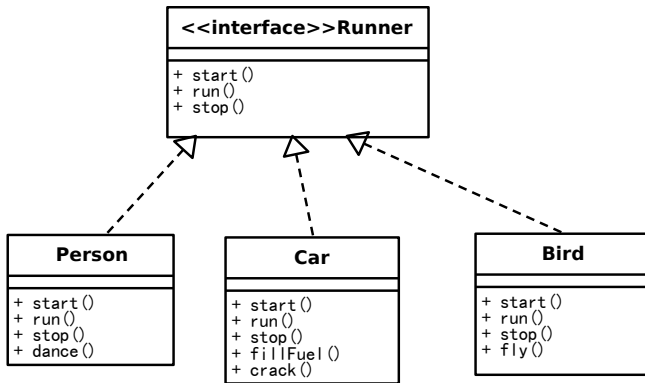 <<interface>>Runner
+ start()
+ run()
+ stop()
Person
+ start()
+ run()
+ stop()
+ dance()
Car
+ start()
+ run()
+ stop()
+ fillFuel()
+ crack()
Bird
+ start()
+ run()
+ stop()
+ fly()